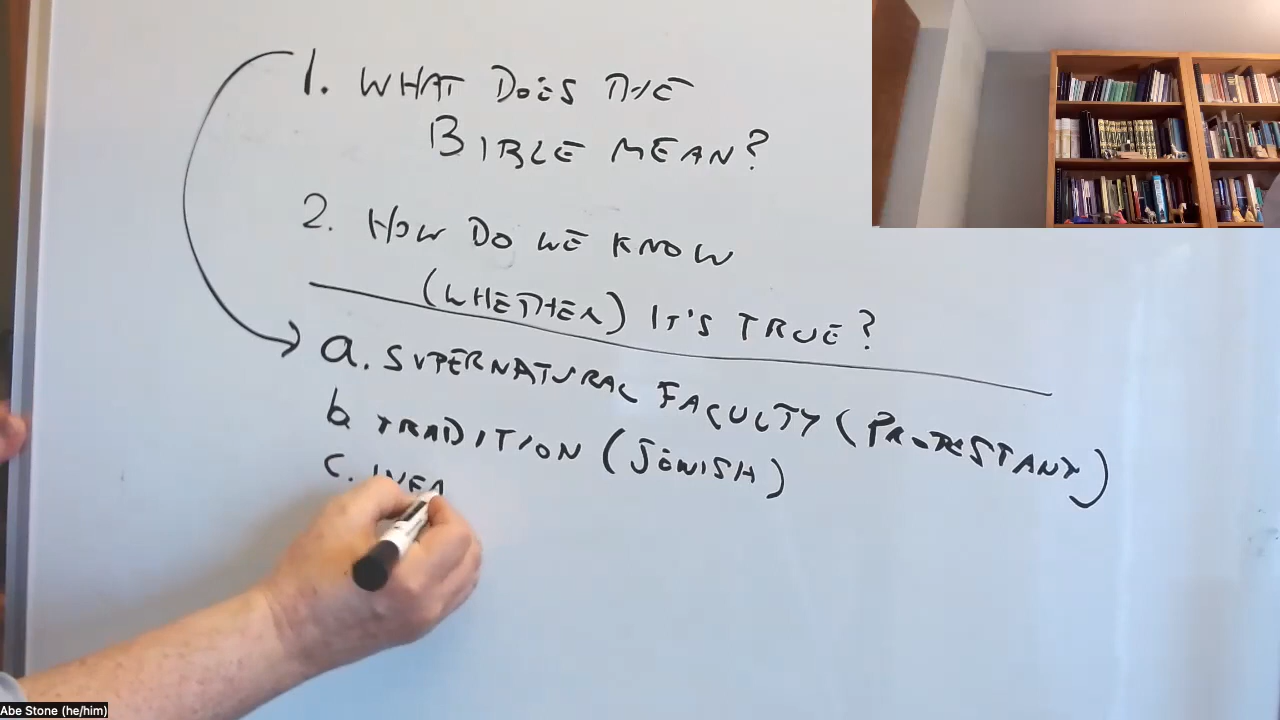 1. WHAT DOES THE
BIBLE MEAN?
2. HOW DO WE KNOW
(WHETHER) IT'S TRUE?
a. SUPERNATURAL FACULTY (PROTESTANT)
b TRADITION (JEWISH)
c. INFA
Abe Stone (he/him)